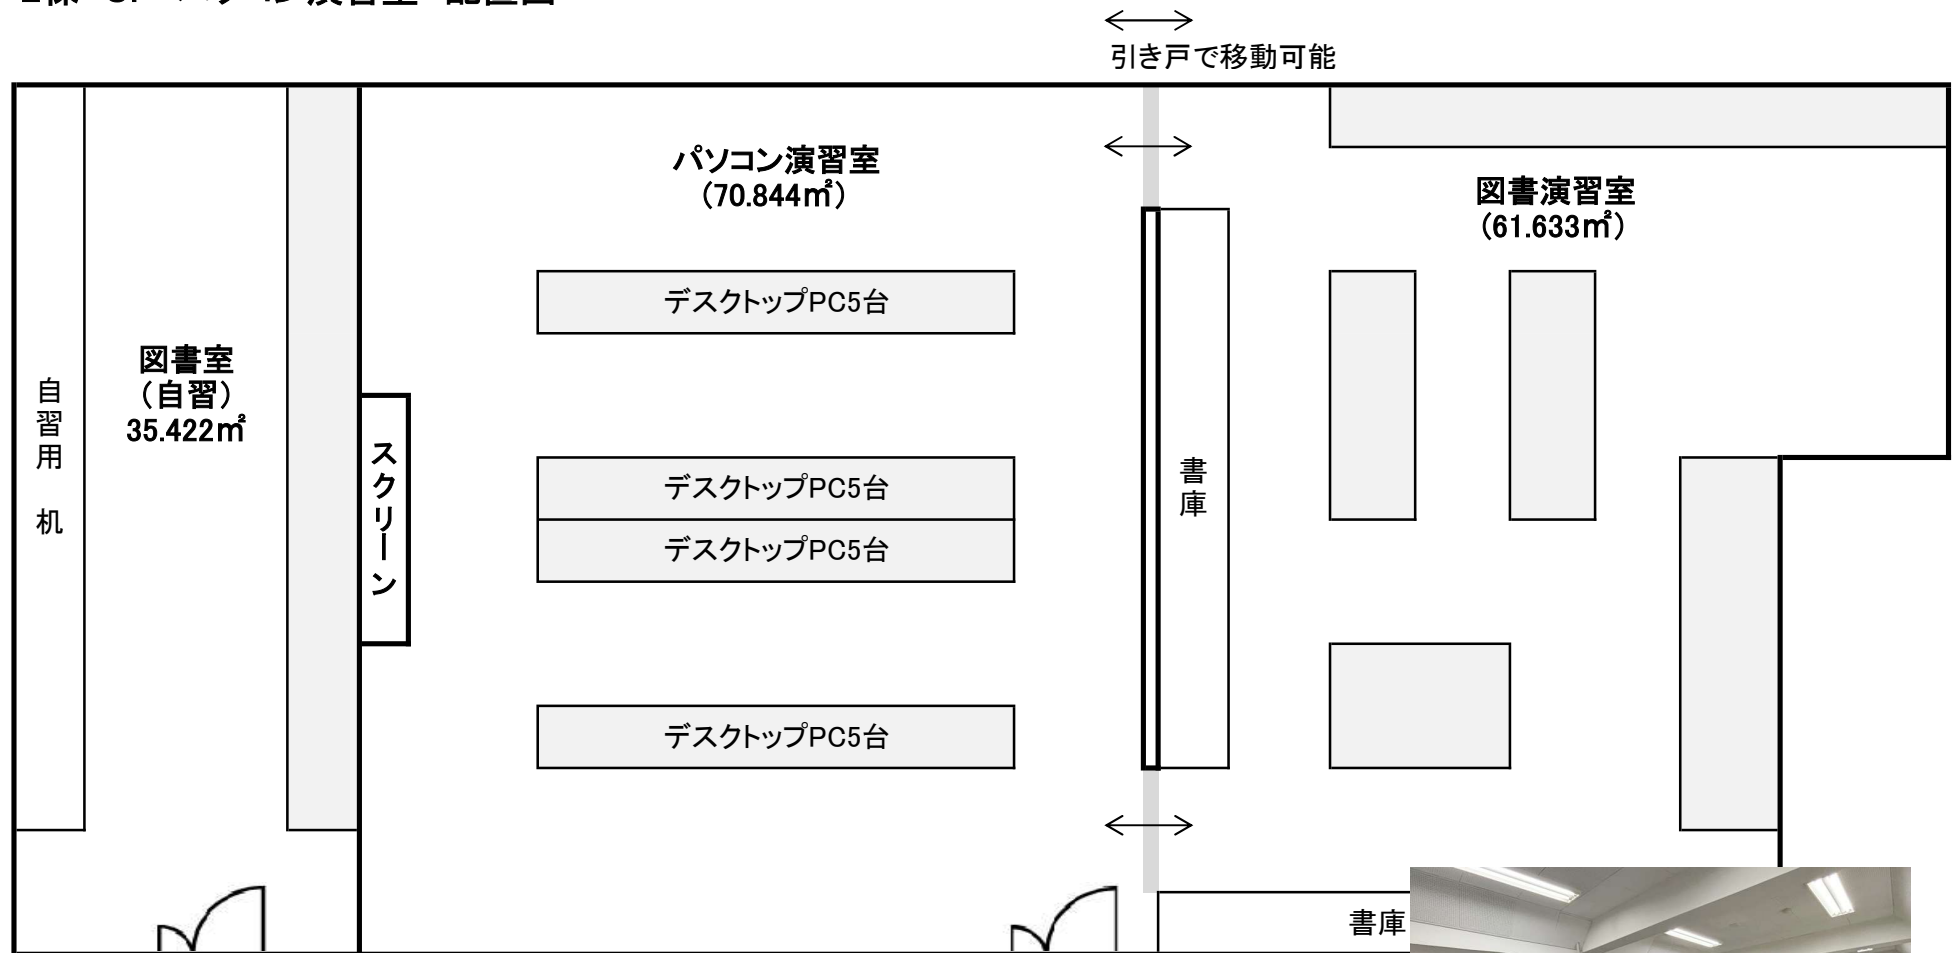 引き戸で移動可能
パソコン演習室
(70.844㎡)
図書演習室
(61.633㎡)
デスクトップPC5台
図書室
(自習)
35.422㎡
自習用 机
スクリーン
デスクトップPC5台
デスクトップPC5台
書庫
デスクトップPC5台
書庫